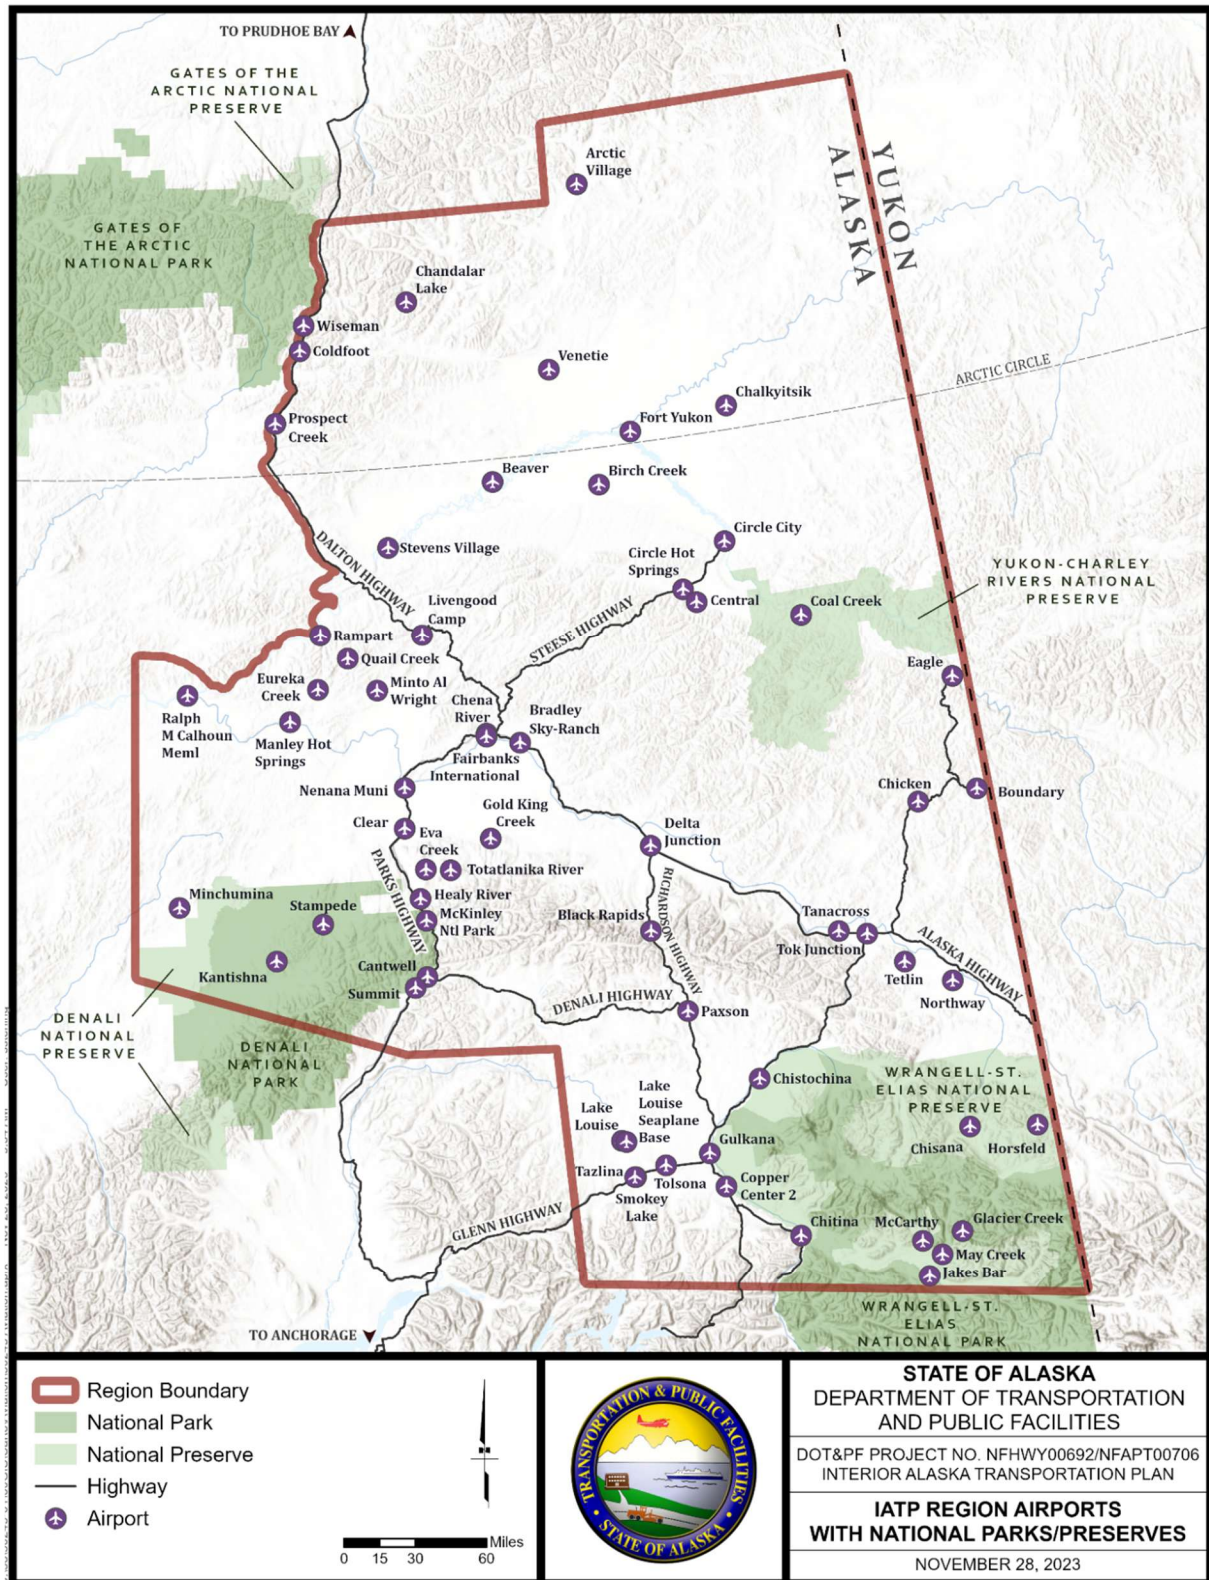 TO PRUDHOE BAY
GATES OF THE
ARCTIC NATIONAL
PRESERVE
GATES OF
THE ARCTIC
NATIONAL PARK
YUKON
ALASKA
Arctic
Village
Chandalar
Lake
Wiseman
Coldfoot
Venetie
ARCTIC CIRCLE
Chalkyitsik
Fort Yukon
Prospect
Creek
Beaver
Birch Creek
Circle City
Stevens Village
DALTON HIGHWAY
Circle Hot
Springs
Central
Coal Creek
YUKON-CHARLEY
RIVERS NATIONAL
PRESERVE
STEESE HIGHWAY
Livengood
Camp
Rampart
Quail Creek
Eureka
Creek
Minto Al
Wright
Eagle
Ralph
M Calhoun
Meml
Manley Hot
Springs
Chena
River
Bradley
Sky-Ranch
Fairbanks
International
Nenana Muni
Chicken
Boundary
Clear
Eva
Creek
Gold King
Creek
Delta
Junction
PARKS HIGHWAY
Totatlanika River
RICHARDSON HIGHWAY
Minchumina
Stampede
Healy River
McKinley
Ntl Park
Black Rapids
Tanacross
Tok Junction
ALASKA HIGHWAY
Kantishna
Cantwell
Summit
Tetlin
Northway
DENALI HIGHWAY
Paxson
DENALI
NATIONAL
PRESERVE
DENALI
NATIONAL
PARK
Chistochina
WRANGELL-ST.
ELIAS NATIONAL
PRESERVE
Lake
Louise
Lake
Louise
Seaplane
Base
Gulkana
Chisana
Horsfeld
Tazlina
Tolsona
Smokey
Lake
Copper
Center 2
GLENN HIGHWAY
Chitina
McCarthy
Glacier Creek
May Creek
Jakes Bar
WRANGELL-ST.
ELIAS
NATIONAL PARK
TO ANCHORAGE
Region Boundary
National Park
National Preserve
Highway
Airport
Miles
0 15 30 60
TRANSPORTATION & PUBLIC FACILITIES
STATE OF ALASKA
STATE OF ALASKA
DEPARTMENT OF TRANSPORTATION
AND PUBLIC FACILITIES
DOT&PF PROJECT NO. NFHWY00692/NFAPT00706
INTERIOR ALASKA TRANSPORTATION PLAN
IATP REGION AIRPORTS
WITH NATIONAL PARKS/PRESERVES
NOVEMBER 28, 2023